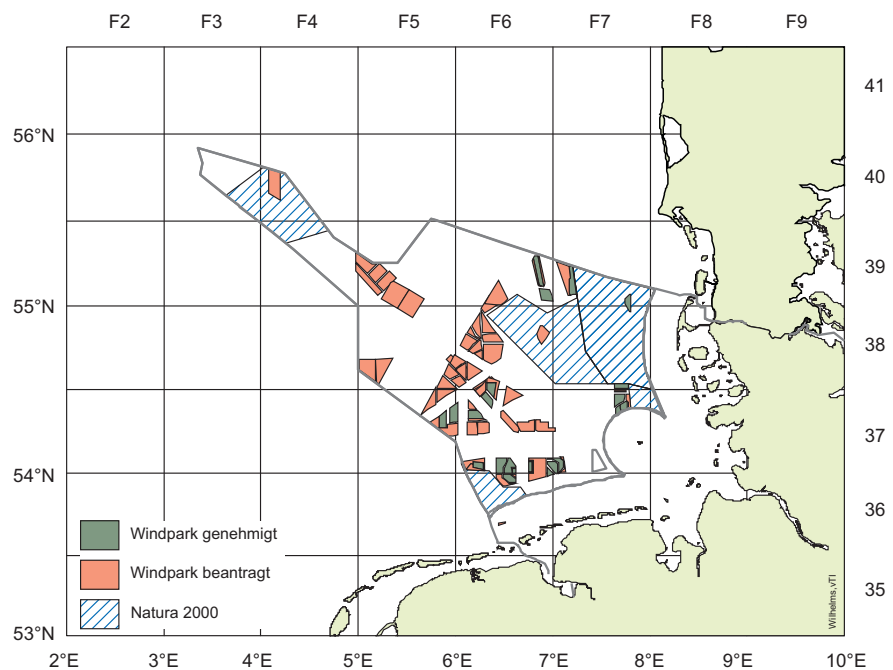 F2 F3 F4 F5 F6 F7 F8 F9
41
56°N
40
39
55°N
38
37
54°N
36
Windpark genehmigt
Windpark beantragt
35
Natura 2000
Wilhelms, vTI
53°N
2°E 3°E 4°E 5°E 6°E 7°E 8°E 9°E 10°E